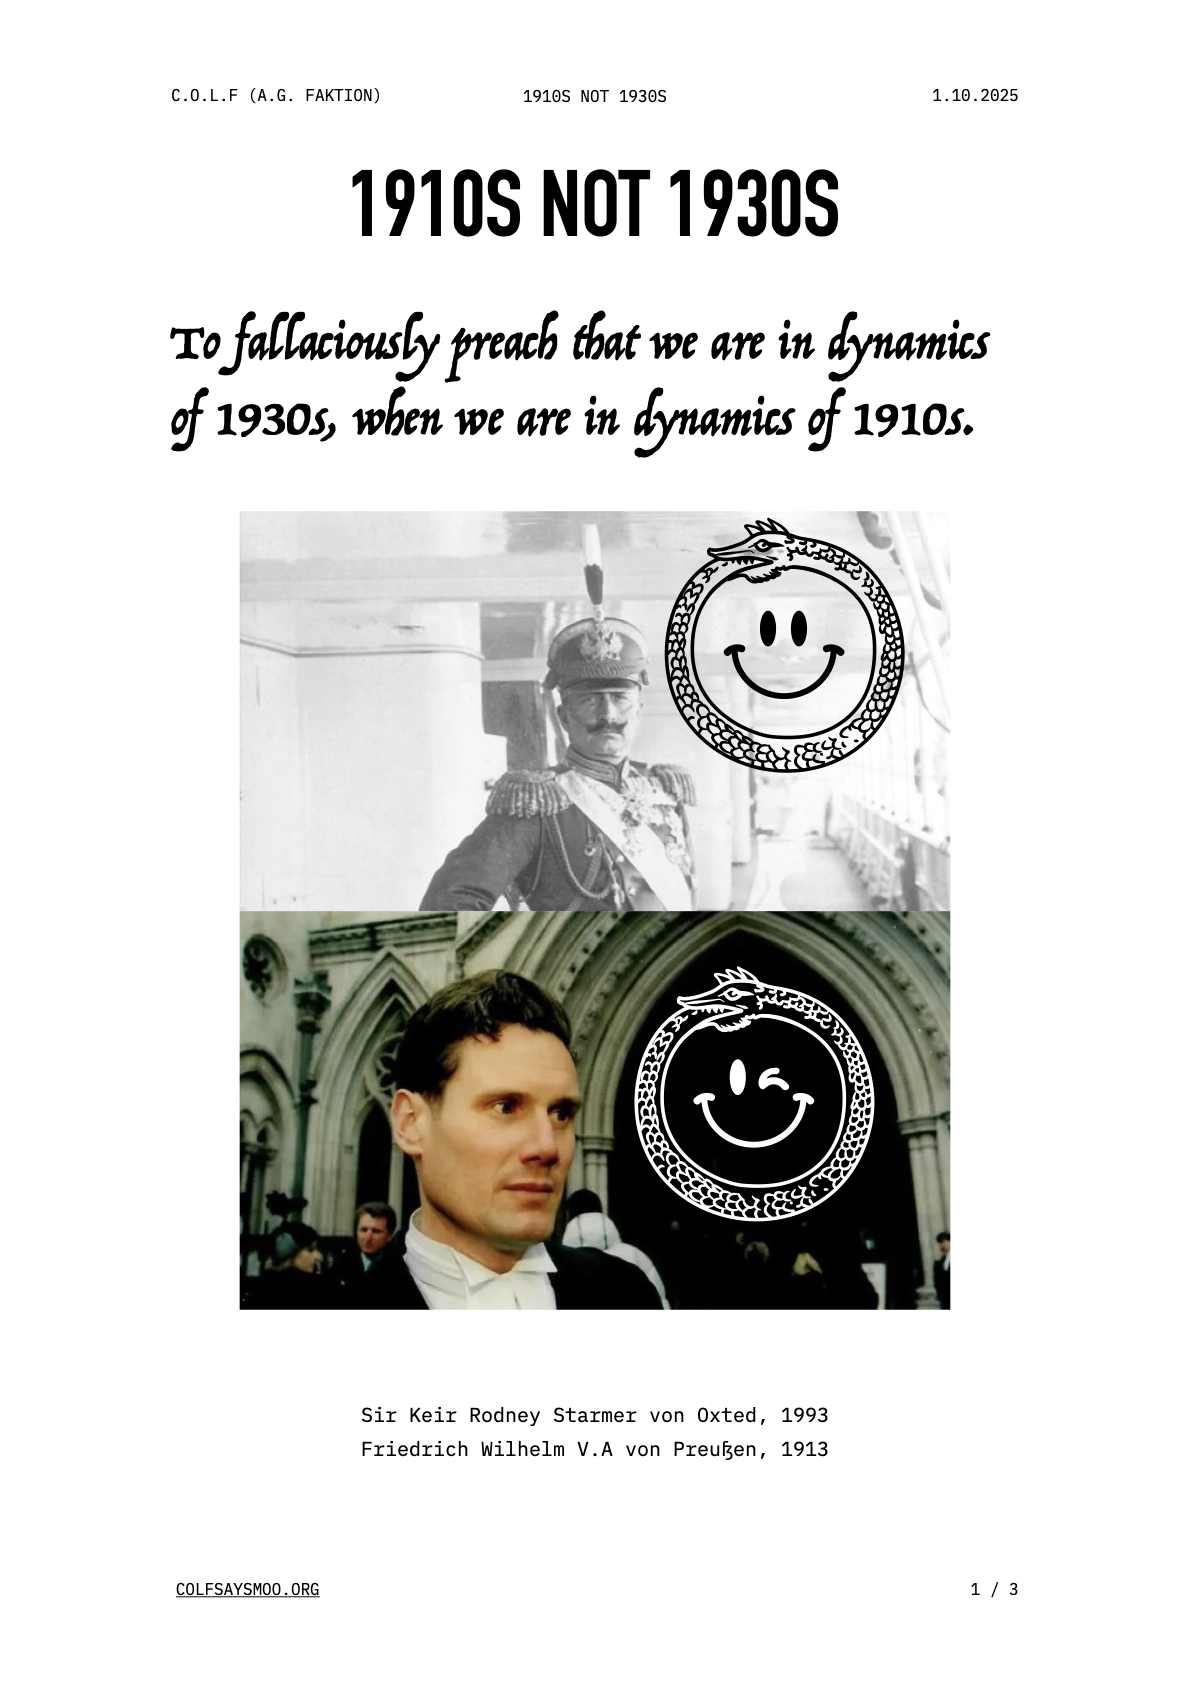 C.O.L.F (A.G. FAKTION)
1910S NOT 1930S
1.10.2025
1910S NOT 1930S
To fallaciously preach that we are in dynamics
of 1930s, when we are in dynamics of 1910s.
Sir Keir Rodney Starmer von Oxted, 1993
Friedrich Wilhelm V.A von Preußen, 1913
COLFSAYSMOO.ORG
1 / 3